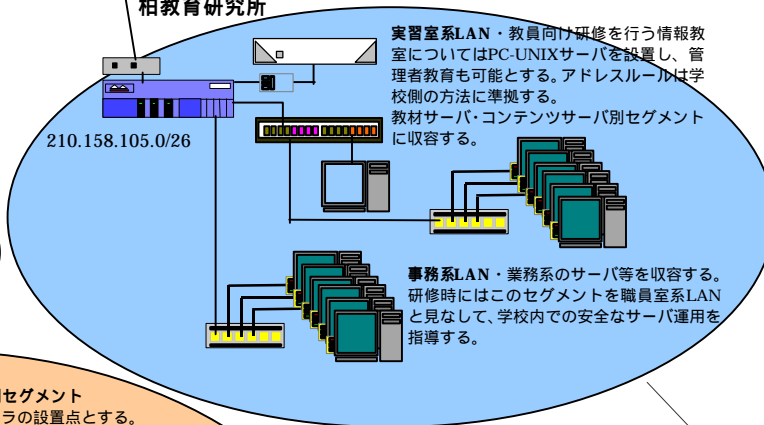 柏教育研究所
実習室系LAN・教員向け研修を行う情報教
室についてはPC-UNIXサーバを設置し、管
理者教育も可能とする。アドレスルールは学
校側の方法に準拠する。
教材サーバ・コンテンツサーバ別セグメント
に収容する。
210.158.105.0/26
事務系LAN・業務系のサーバ等を収容する。
研修時にはこのセグメントを職員室系LAN
と見なして、学校内での安全なサーバ運用を
指導する。
セグメント
ラの設置点とする。